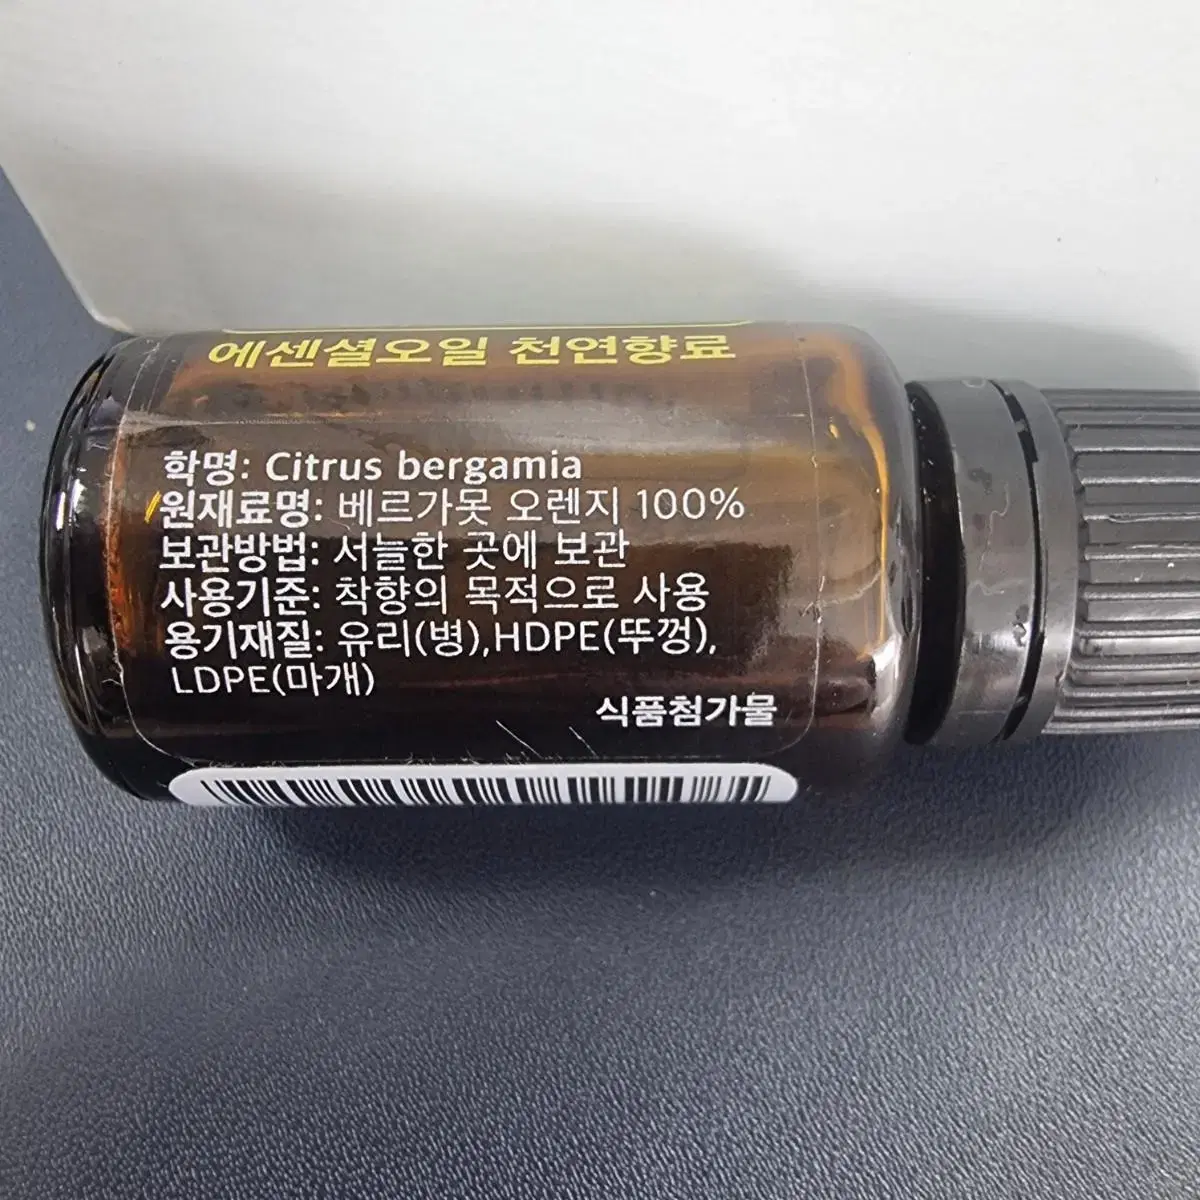 에센셜오일 천연향료
학명: Citrus bergamia
원재료명: 베르가못 오렌지 100%
보관방법: 서늘한 곳에 보관
사용기준: 착향의 목적으로 사용
용기재질: 유리(병),HDPE(뚜껑),
LDPE(마개)
식품첨가물